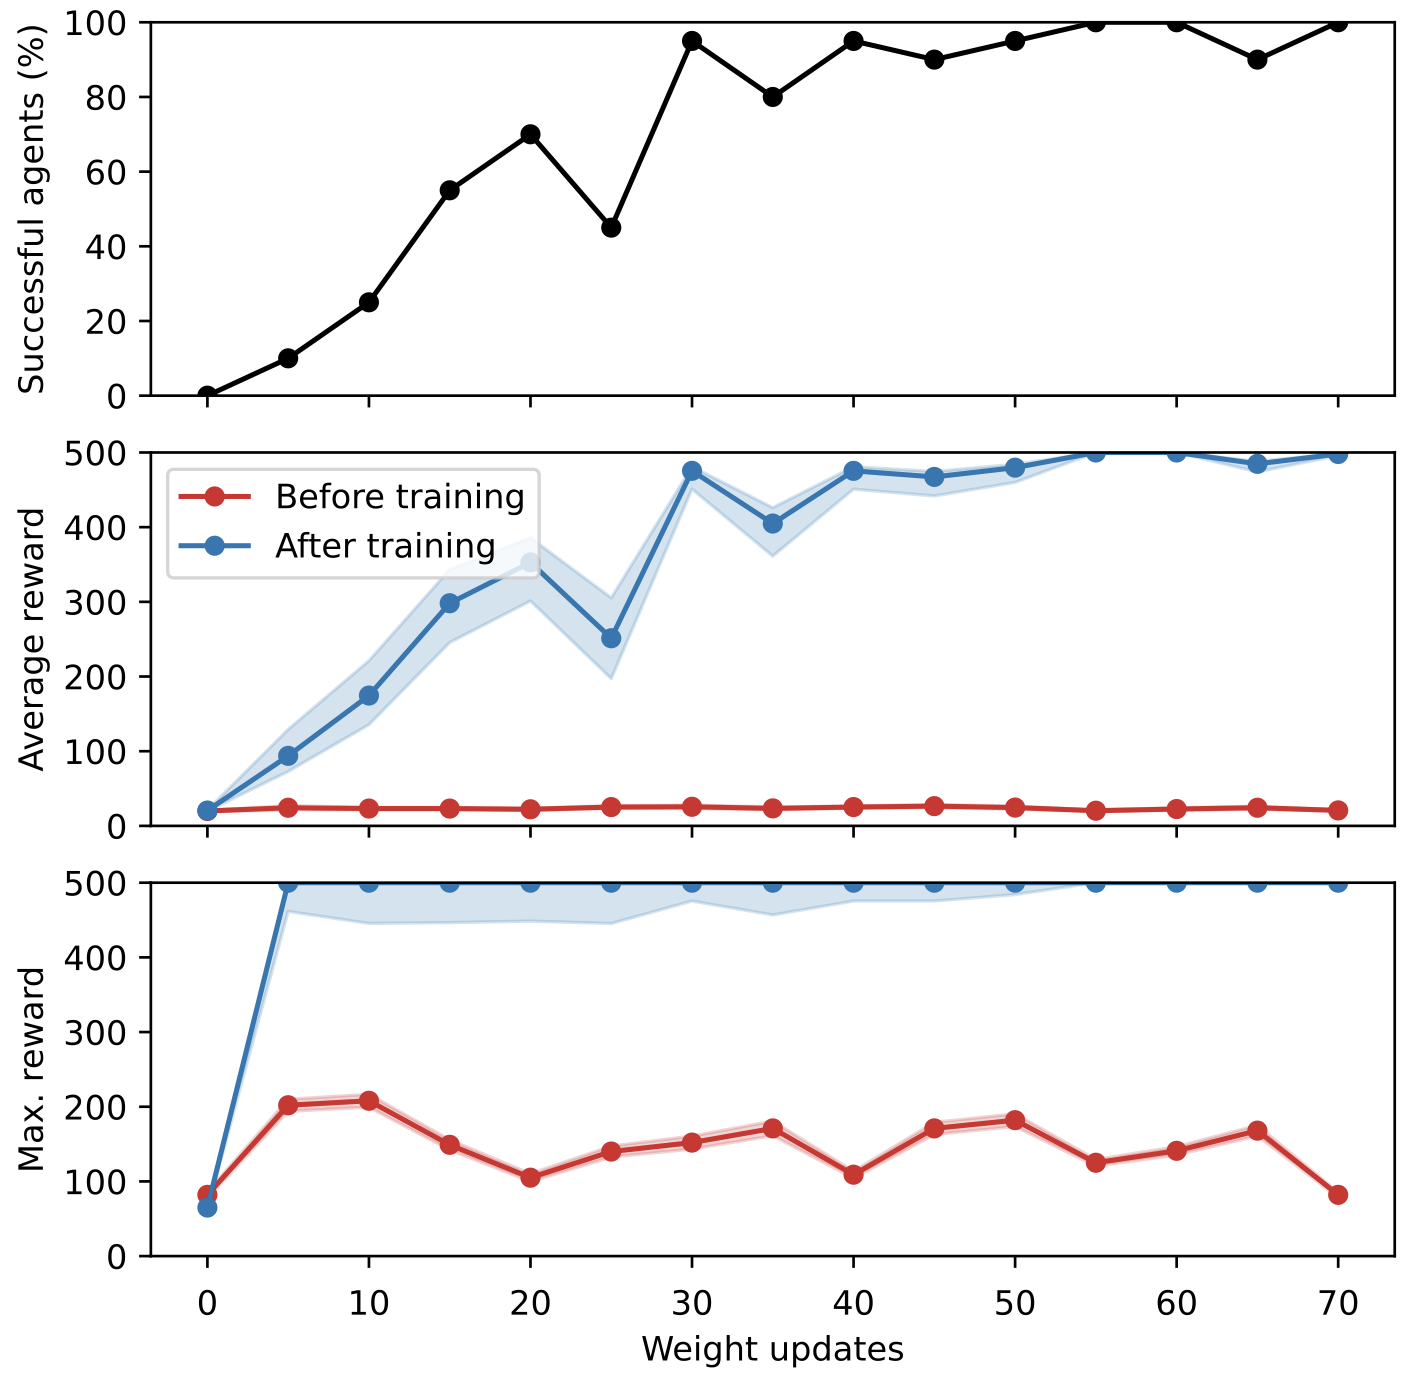 Successful agents (%)
100
80
60
40
20
0
Average reward
500
400
300
200
100
0
Before training
After training
Max. reward
500
400
300
200
100
0
0 10 20 30 40 50 60 70
Weight updates